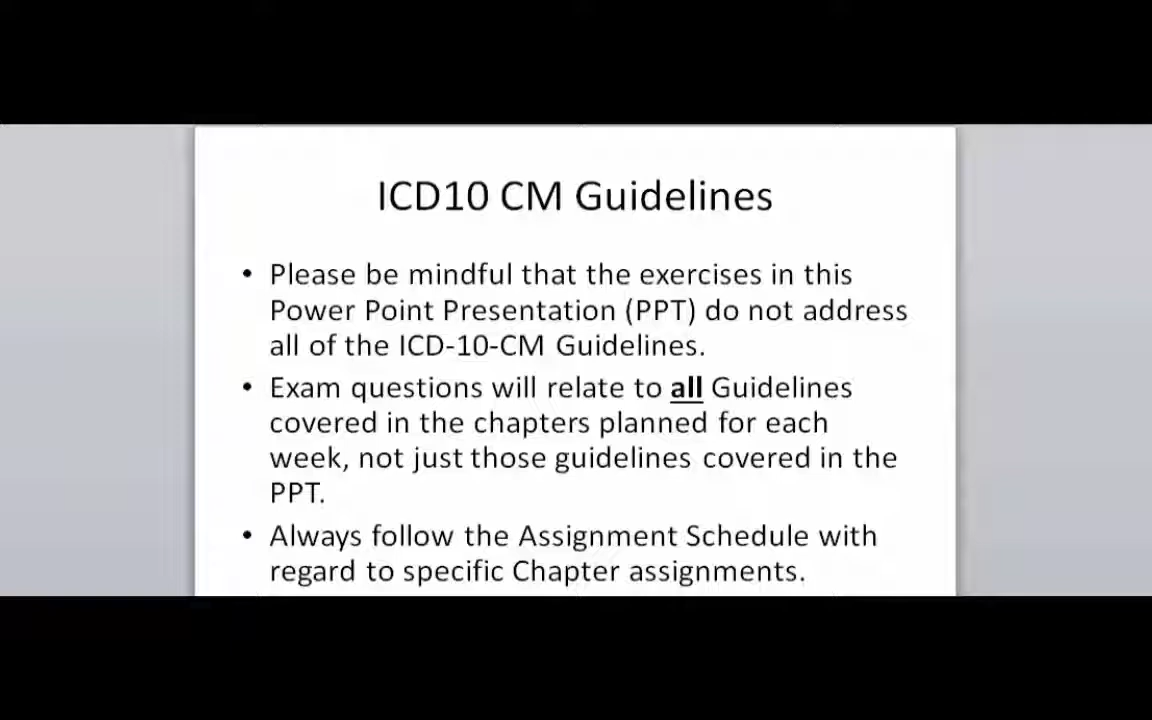 ICD10 CM Guidelines
• Please be mindful that the exercises in this
Power Point Presentation (PPT) do not address
all of the ICD-10-CM Guidelines.
• Exam questions will relate to all Guidelines
covered in the chapters planned for each
week, not just those guidelines covered in the
PPT.
• Always follow the Assignment Schedule with
regard to specific Chapter assignments.